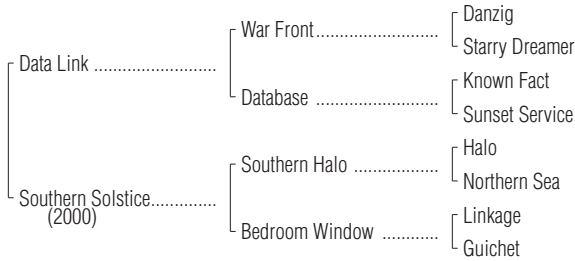 Danzig
War Front
Starry Dreamer
Data Link
Known Fact
Database
Sunset Service
Halo
Southern Halo
Northern Sea
Southern Solstice
(2000)
Linkage
Bedroom Window
Guichet